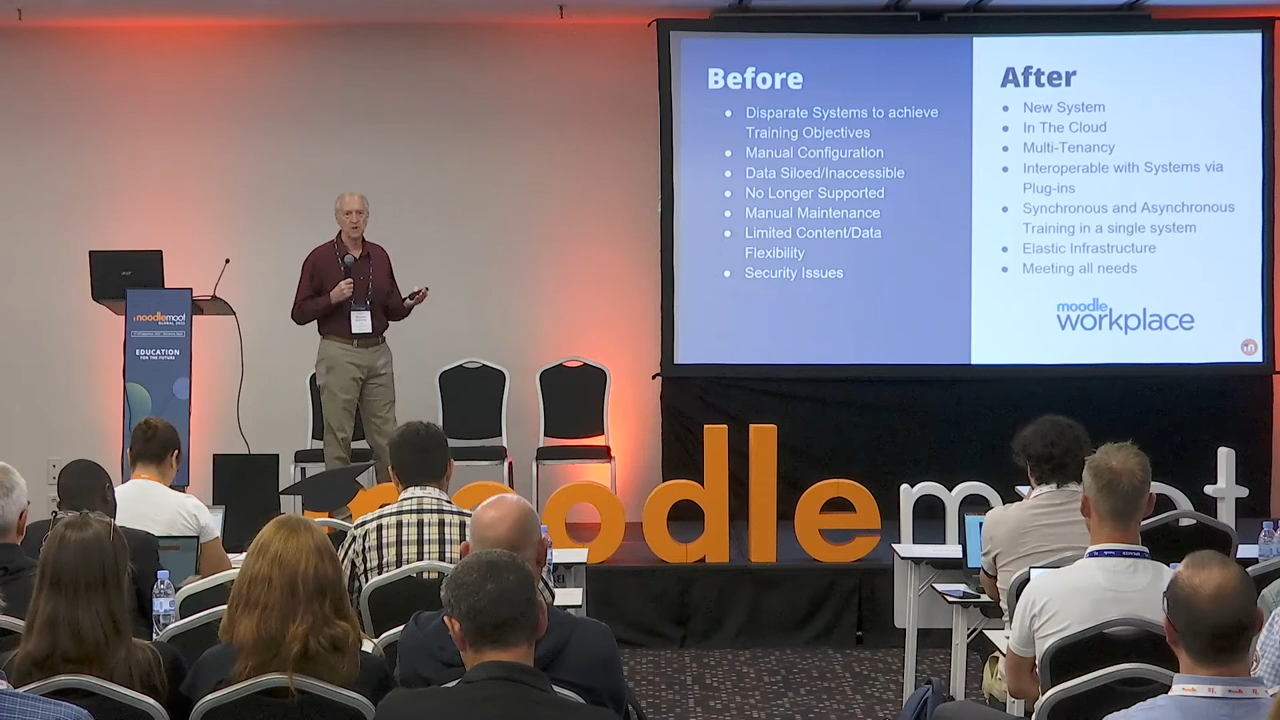 Before
Disparate Systems to achieve
Training Objectives
Manual Configuration
Data Siloed/Inaccessible
No Longer Supported
Manual Maintenance
Limited Content/Data
Flexibility
Security Issues
After
New System
In The Cloud
Multi-Tenancy
Interoperable with Systems via
Plug-ins
Synchronous and Asynchronous
Training in a single system
Elastic Infrastructure
Meeting all needs
moodle
workplace
acer
moodlemoot
EDUCATION
FOR THE FUTURE
SPEAKER